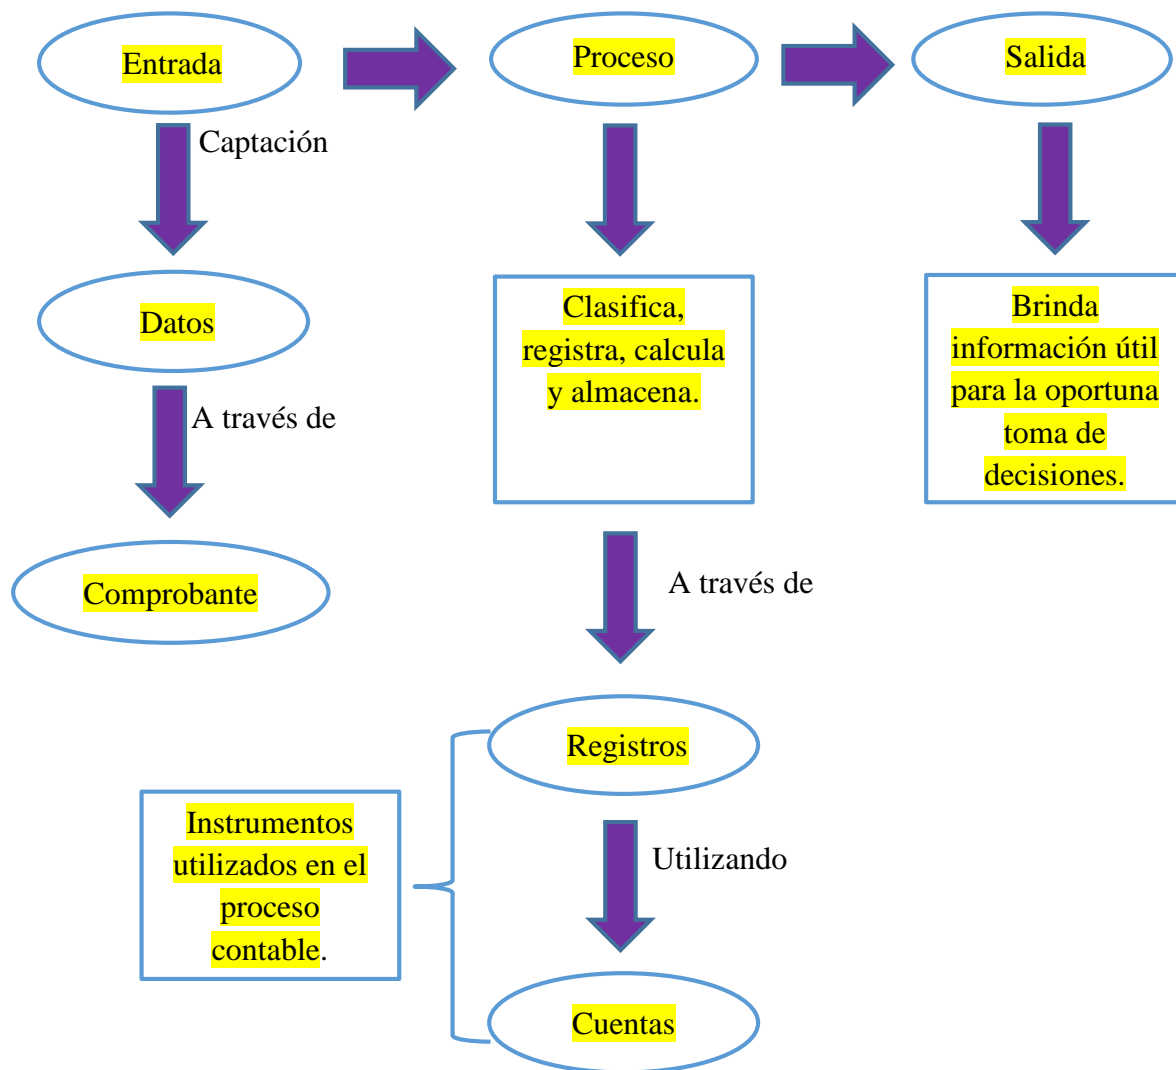 Entrada
Proceso
Salida
Captación
Datos
Clasifica,
registra, calcula
y almacena.
Brinda
información útil
para la oportuna
toma de
decisiones.
A través de
Comprobante
A través de
Registros
Instrumentos
utilizados en el
proceso
contable.
Utilizando
Cuentas